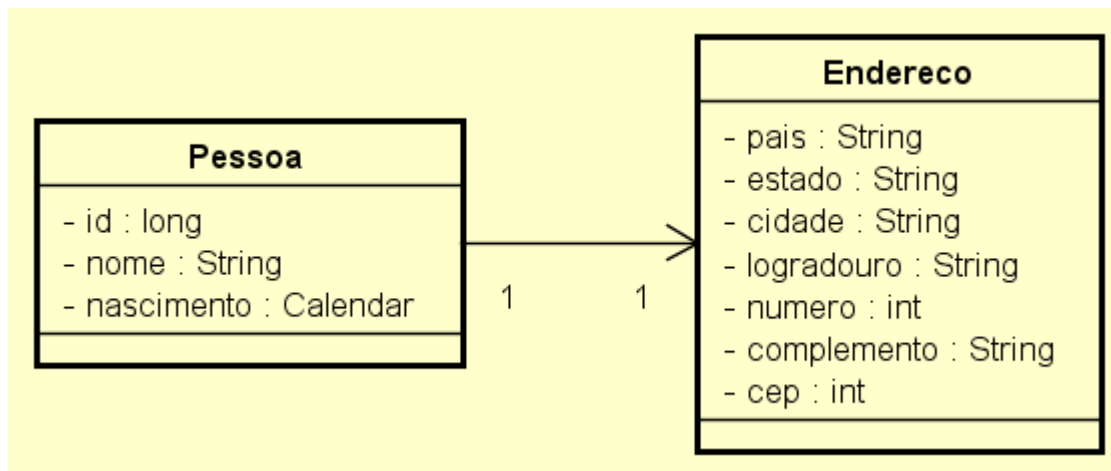 Pessoa
- id : long
- nome : String
- nascimento : Calendar
1
1
Endereco
- pais : String
- estado : String
- cidade : String
- logradouro : String
- numero : int
- complemento : String
- cep : int